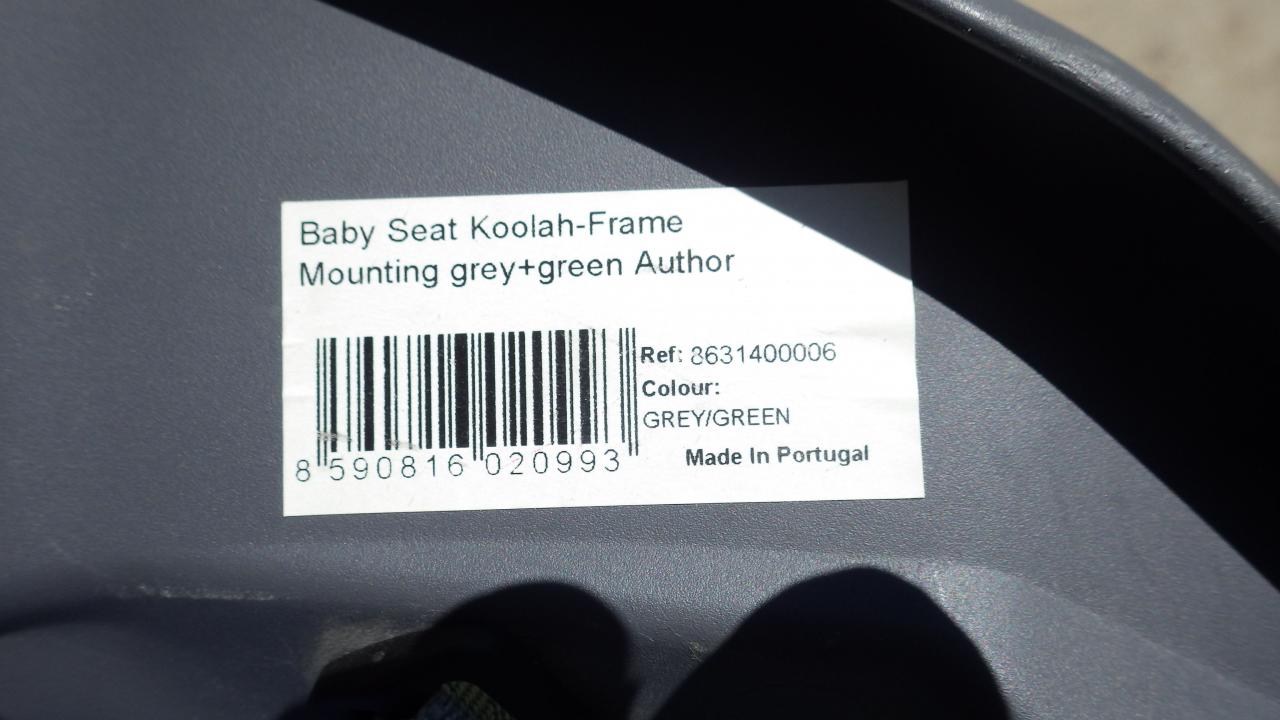 Baby Seat Koolah-Frame
Mounting grey+green Author
Ref: 8631400006
Colour:
GREY/GREEN
Made In Portugal
8 590816 020993